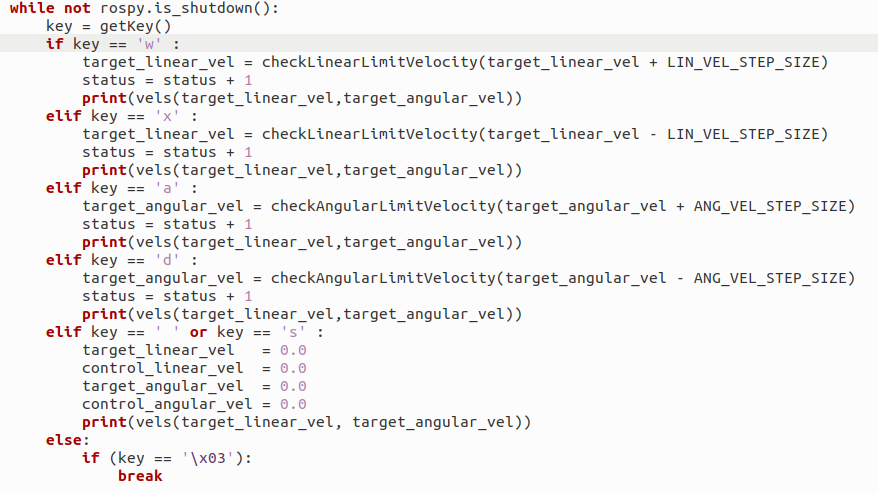 while not rospy.is_shutdown():
    key = getKey()
    if key == 'w' :
        target_linear_vel = checkLinearLimitVelocity(target_linear_vel + LIN_VEL_STEP_SIZE)
        status = status + 1
        print(vels(target_linear_vel,target_angular_vel))
    elif key == 'x' :
        target_linear_vel = checkLinearLimitVelocity(target_linear_vel - LIN_VEL_STEP_SIZE)
        status = status + 1
        print(vels(target_linear_vel,target_angular_vel))
    elif key == 'a' :
        target_angular_vel = checkAngularLimitVelocity(target_angular_vel + ANG_VEL_STEP_SIZE)
        status = status + 1
        print(vels(target_linear_vel,target_angular_vel))
    elif key == 'd' :
        target_angular_vel = checkAngularLimitVelocity(target_angular_vel - ANG_VEL_STEP_SIZE)
        status = status + 1
        print(vels(target_linear_vel,target_angular_vel))
    elif key == ' ' or key == 's' :
        target_linear_vel   = 0.0
        control_linear_vel  = 0.0
        target_angular_vel  = 0.0
        control_angular_vel = 0.0
        print(vels(target_linear_vel, target_angular_vel))
    else:
        if (key == '\x03'):
            break